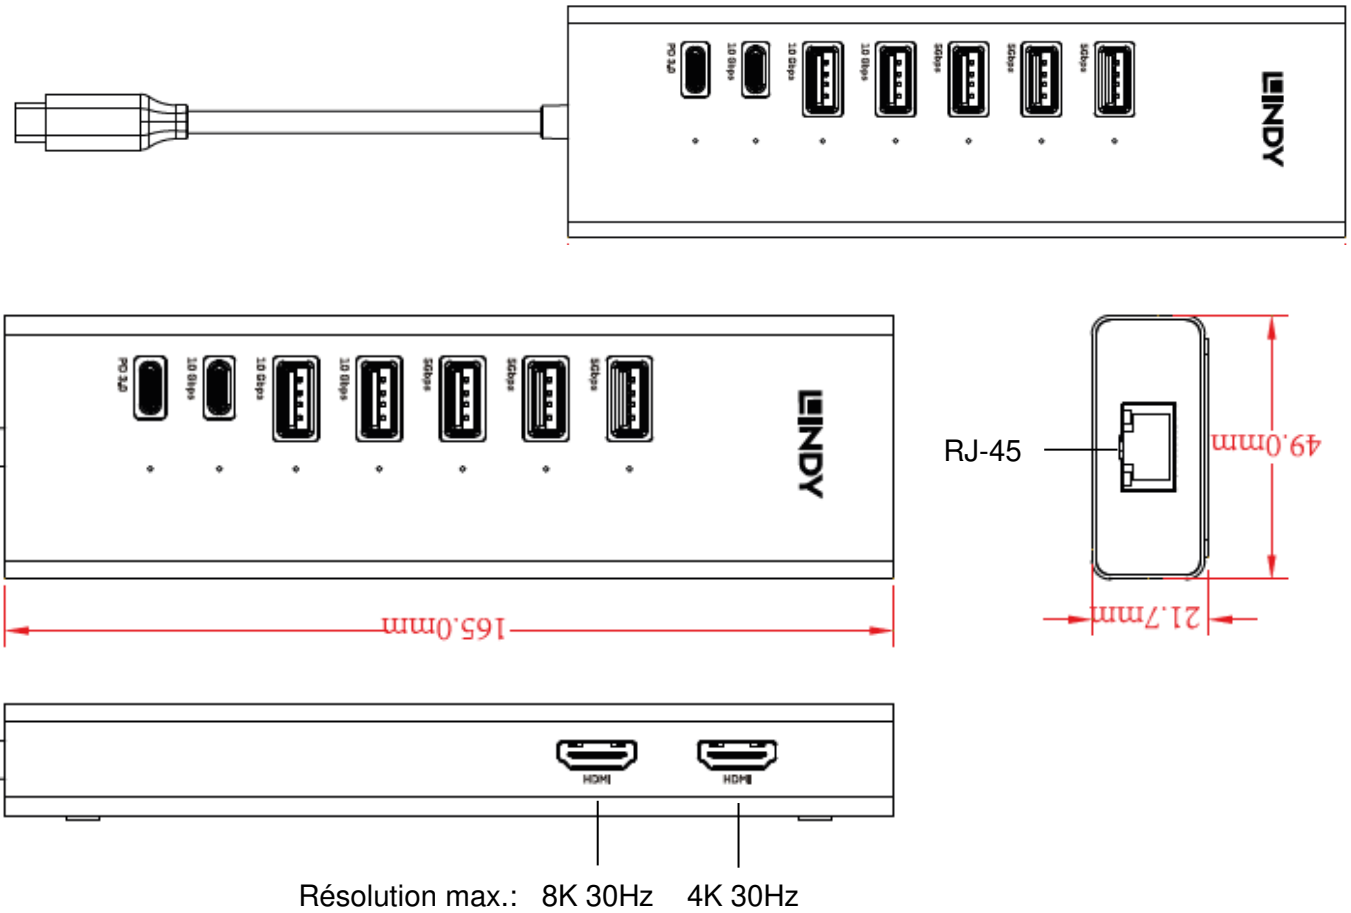 PD 3.0 10 Gbps 10 Gbps 10 Gbps 5Gbps 5Gbps 5Gbps
LINDY
PD 3.0 10 Gbps 10 Gbps 10 Gbps 5Gbps 5Gbps 5Gbps
LINDY
RJ-45
49.0mm
165.0mm
21.7mm
HDMI HDMI
Résolution max.: 8K 30Hz 4K 30Hz